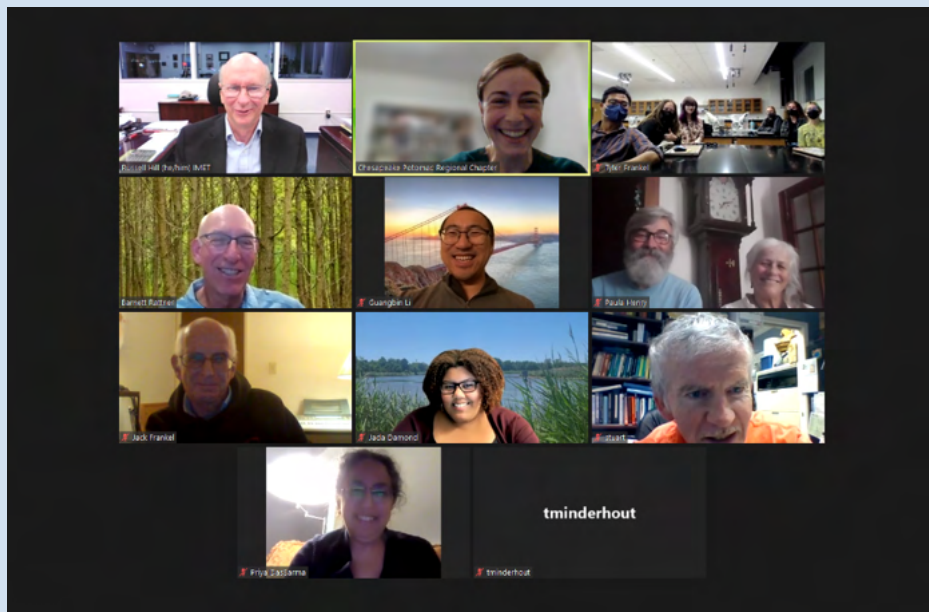 Russell Hill (he/him) IMET
Chesapeake Potomac Regional Chapter
Tyler Frankel
Barnett Rattner
Guangbin Li
Paula Henry
Jack Frankel
Jada Damond
stuart
Priya DasSarma
tminderhout
tminderhout